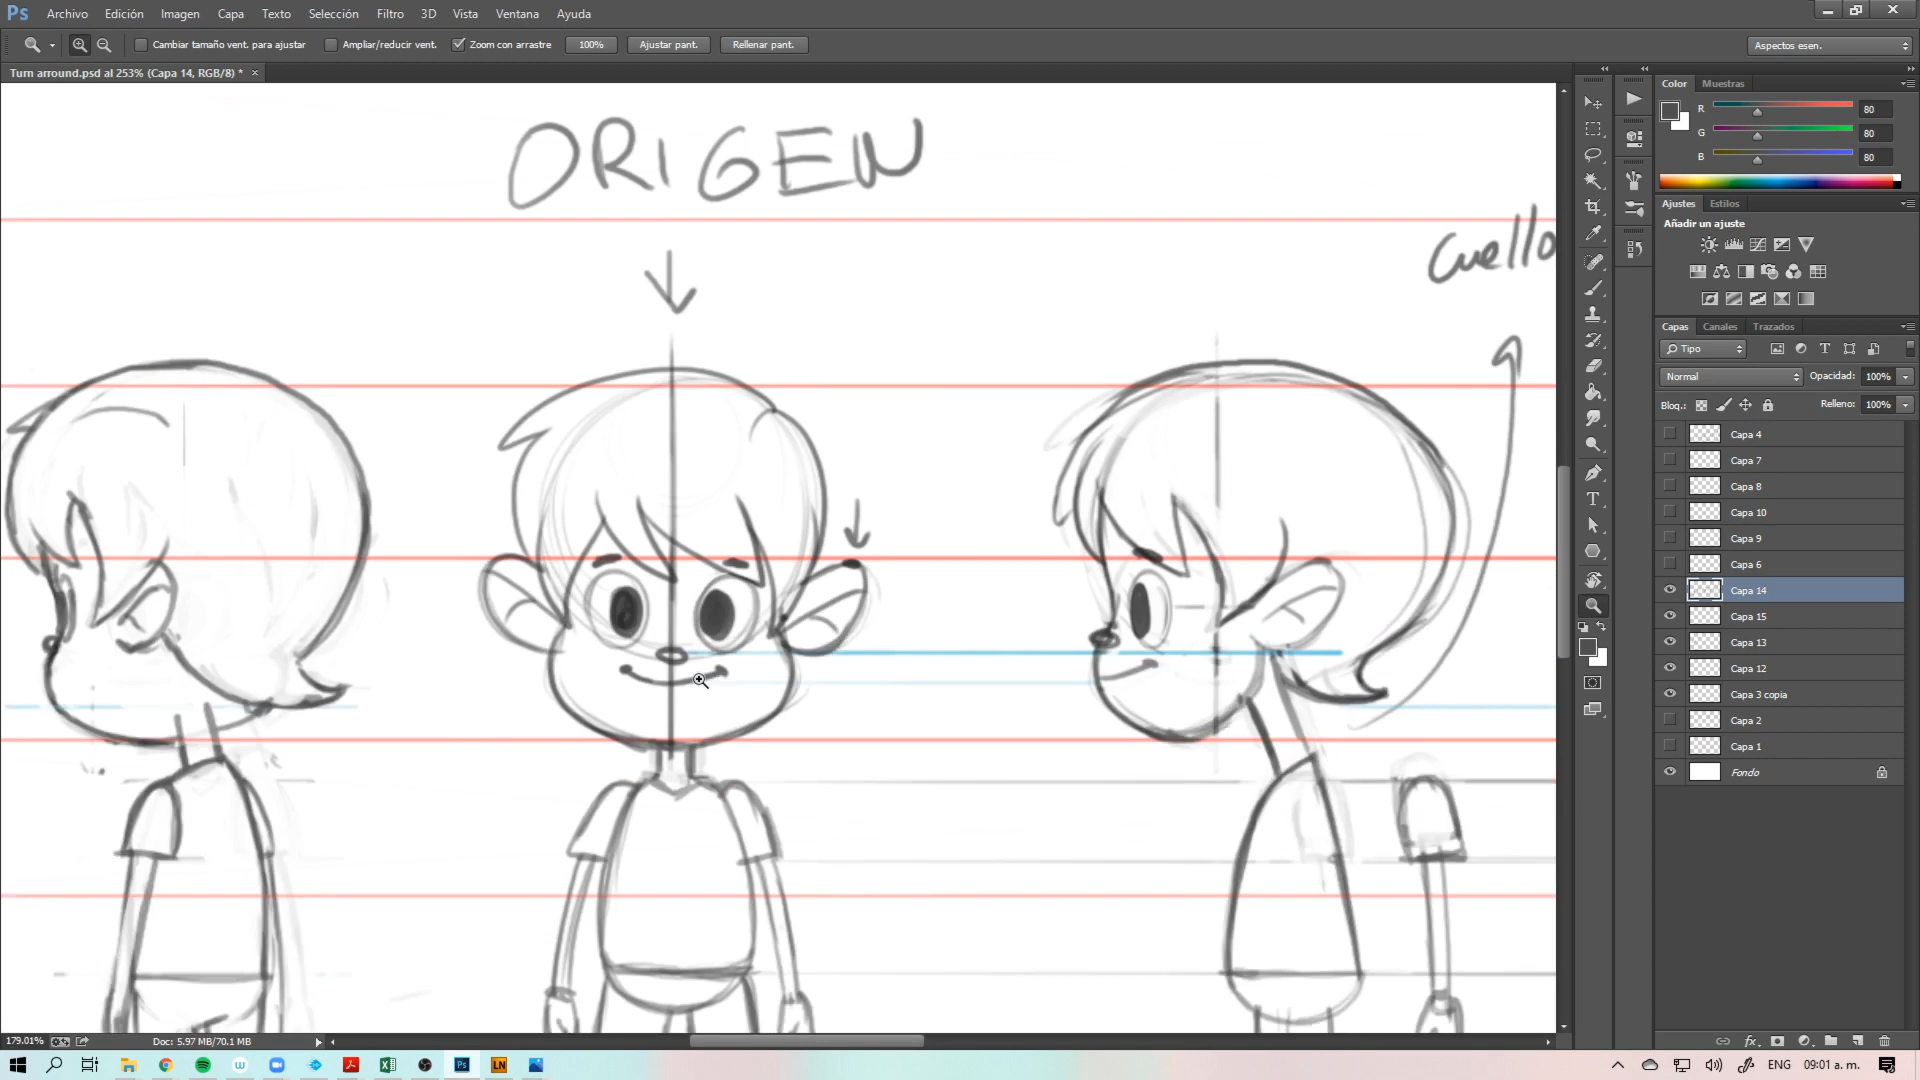 Ps Archivo Edición Imagen Capa Texto Selección Filtro 3D Vista Ventana Ayuda
Cambiar tamaño vent. para ajustar Ampliar/reducir vent. Zoom con arrastre 100% Ajustar pant. Rellenar pant. Aspectos esen.
Turn arround.psd al 253% (Capa 14, RGB/8) *
ORIGEN
Cuello
Color Muestras
R 80
G 80
B 80
Ajustes Estilos
Añadir un ajuste
Capas Canales Trazados
Tipo
Normal Opacidad: 100%
Bloq.: Relleno: 100%
Capa 4
Capa 7
Capa 8
Capa 10
Capa 9
Capa 6
Capa 14
Capa 15
Capa 13
Capa 12
Capa 3 copia
Capa 2
Capa 1
Fondo
179.01% Doc: 5.97 MB/70.1 MB
ENG 09:01 a. m.